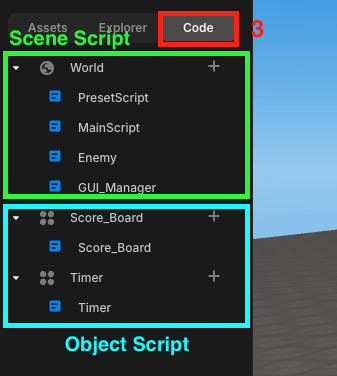 Assets Explorer Code 3
Scene Script
World
PresetScript
MainScript
Enemy
GUI_Manager
Score_Board
Score_Board
Timer
Timer
Object Script